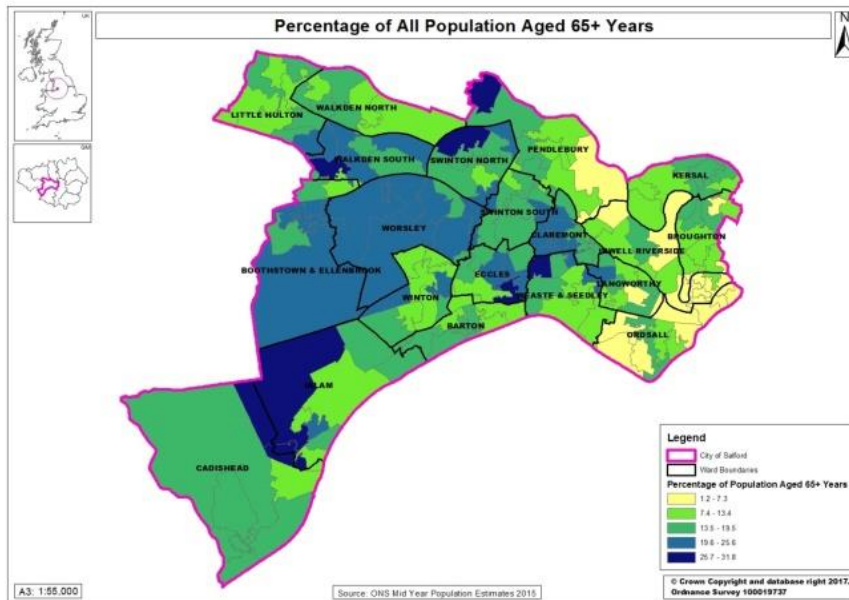 Percentage of All Population Aged 65+ Years
UK
GM
N
LITTLE HULTON
WALKDEN NORTH
PENDLEBURY
WALKDEN SOUTH
SWINTON NORTH
KERSAL
SWINTON SOUTH
WORSLEY
CLAREMONT
BROUGHTON
IRWELL RIVERSIDE
BOOTHSTOWN & ELLENBROOK
ECCLES
LANGWORTHY
WINTON
WEASTE & SEEDLEY
BARTON
ORDSALL
IRLAM
CADISHEAD
Legend
City of Salford
Ward Boundaries
Percentage of Population Aged 65+ Years
1.2 - 7.3
7.4 - 13.4
13.5 - 19.5
19.6 - 25.6
25.7 - 31.8
A3: 1:55,000
Source: ONS Mid Year Population Estimates 2015
© Crown Copyright and database right 2017.
Ordnance Survey 100019737